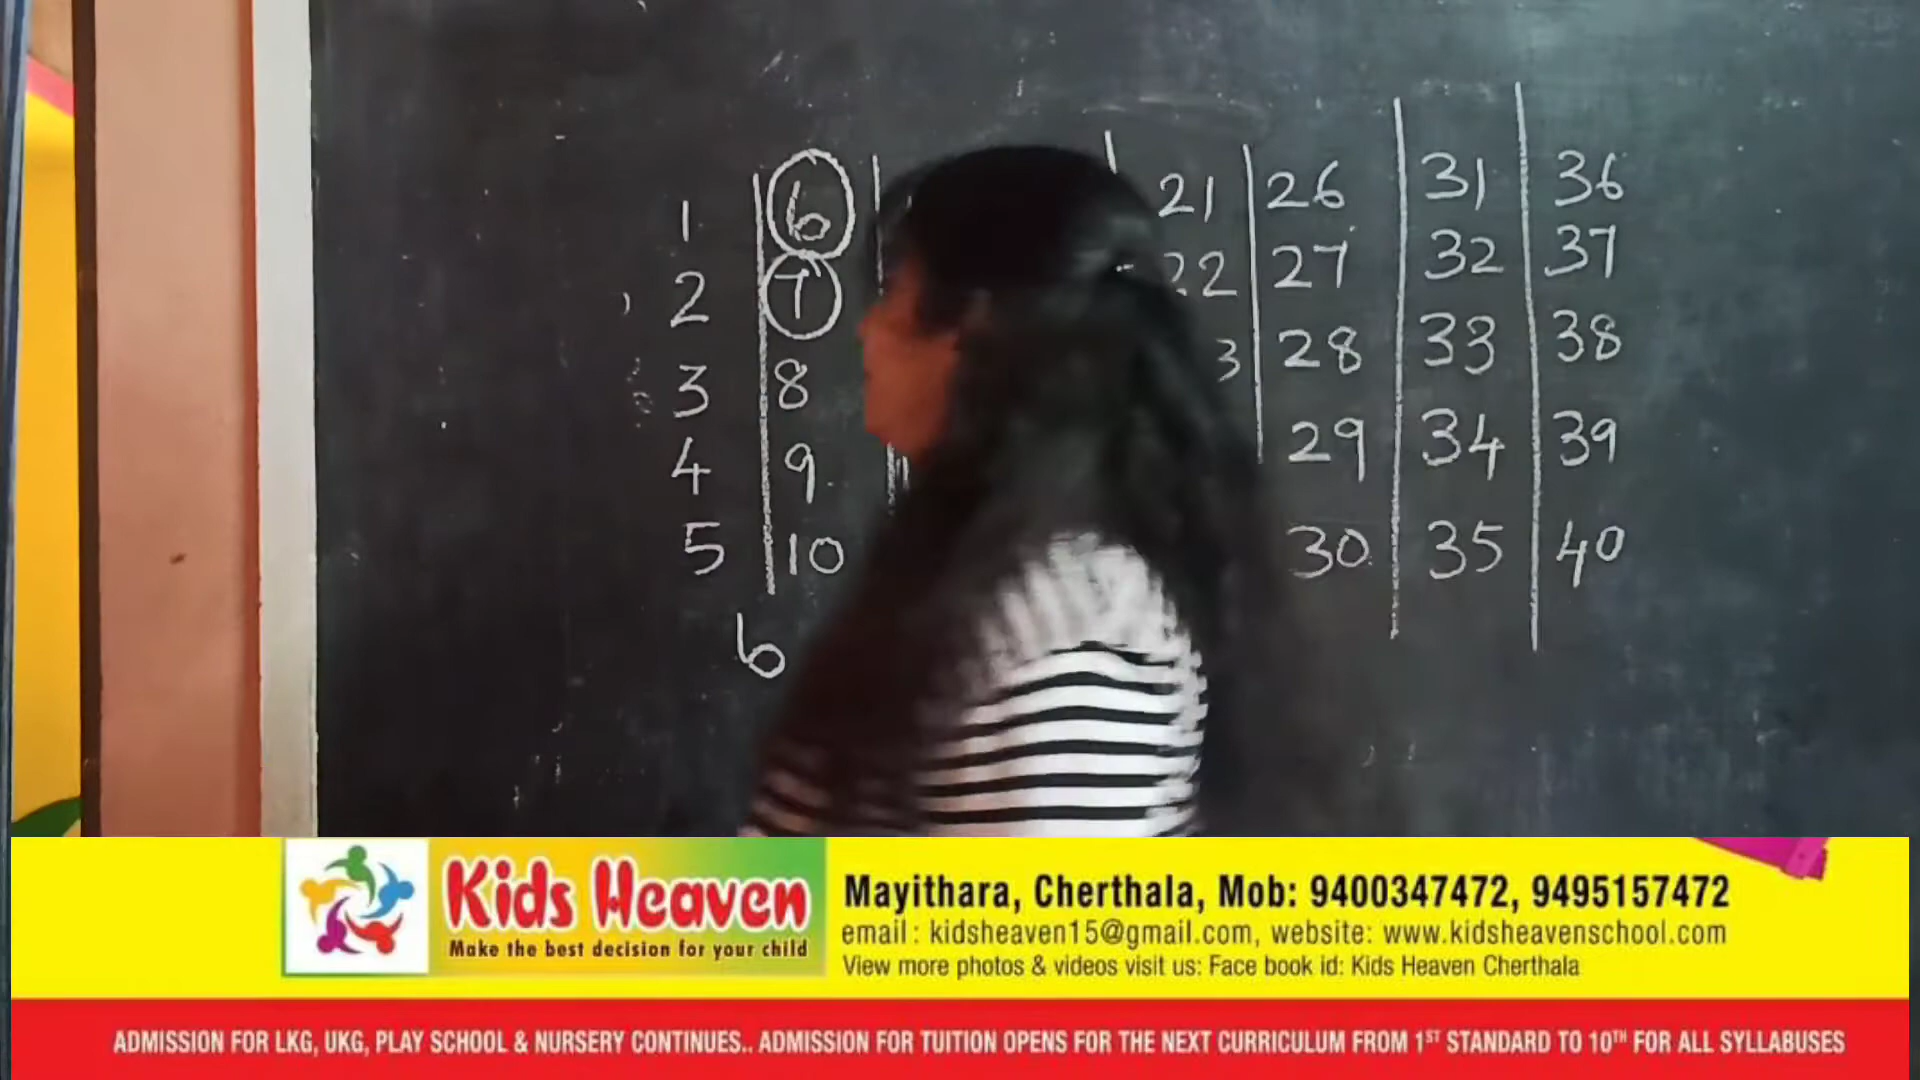 1 6 21 26 31 36
2 7 22 27 32 37
3 8 3 28 33 38
4 9 29 34 39
5 10 30 35 40
6
Kids Heaven
Make the best decision for your child
Mayithara, Cherthala, Mob: 9400347472, 9495157472
email : kidsheaven15@gmail.com, website: www.kidsheavenschool.com
View more photos & videos visit us: Face book id: Kids Heaven Cherthala
ADMISSION FOR LKG, UKG, PLAY SCHOOL & NURSERY CONTINUES.. ADMISSION FOR TUITION OPENS FOR THE NEXT CURRICULUM FROM 1ST STANDARD TO 10TH FOR ALL SYLLABUSES